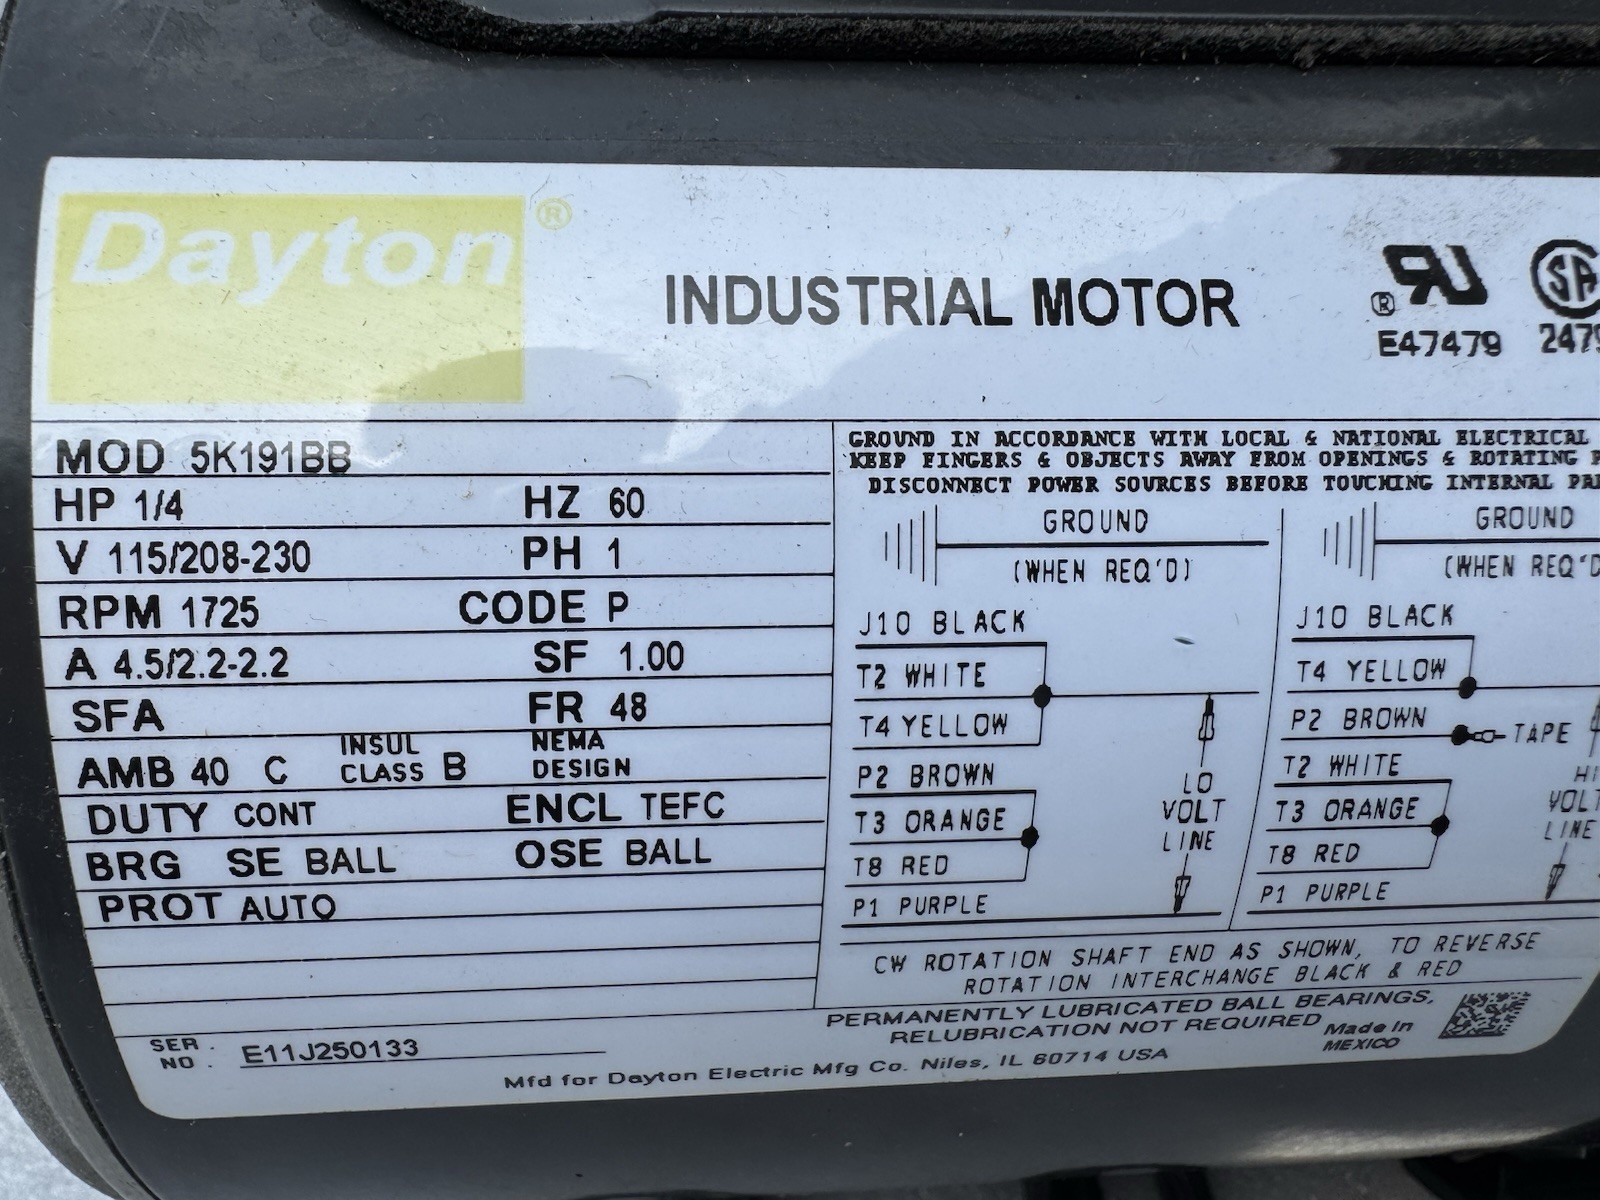 Dayton®
INDUSTRIAL MOTOR
® RU
E47479
SA
MOD 5K191BB
HP 1/4 HZ 60
V 115/208-230 PH 1
RPM 1725 CODE P
A 4.5/2.2-2.2 SF 1.00
SFA FR 48
AMB 40 C INSUL CLASS B NEMA DESIGN
DUTY CONT ENCL TEFC
BRG SE BALL OSE BALL
PROT AUTO
SER. NO. E11J250133
GROUND IN ACCORDANCE WITH LOCAL & NATIONAL ELECTRICAL
KEEP FINGERS & OBJECTS AWAY FROM OPENINGS & ROTATING
DISCONNECT POWER SOURCES BEFORE TOUCHING INTERNAL
GROUND
(WHEN REQ'D)
J10 BLACK
T2 WHITE
T4 YELLOW
P2 BROWN
T3 ORANGE
T8 RED
P1 PURPLE
LO
VOLT
LINE
GROUND
(WHEN REQ'D
J10 BLACK
T4 YELLOW
P2 BROWN
TAPE
T2 WHITE
T3 ORANGE
T8 RED
P1 PURPLE
HI
VOLT
LINE
CW ROTATION SHAFT END AS SHOWN, TO REVERSE
ROTATION INTERCHANGE BLACK & RED
PERMANENTLY LUBRICATED BALL BEARINGS,
RELUBRICATION NOT REQUIRED
Made In
MEXICO
Mfd for Dayton Electric Mfg Co. Niles, IL 60714 USA